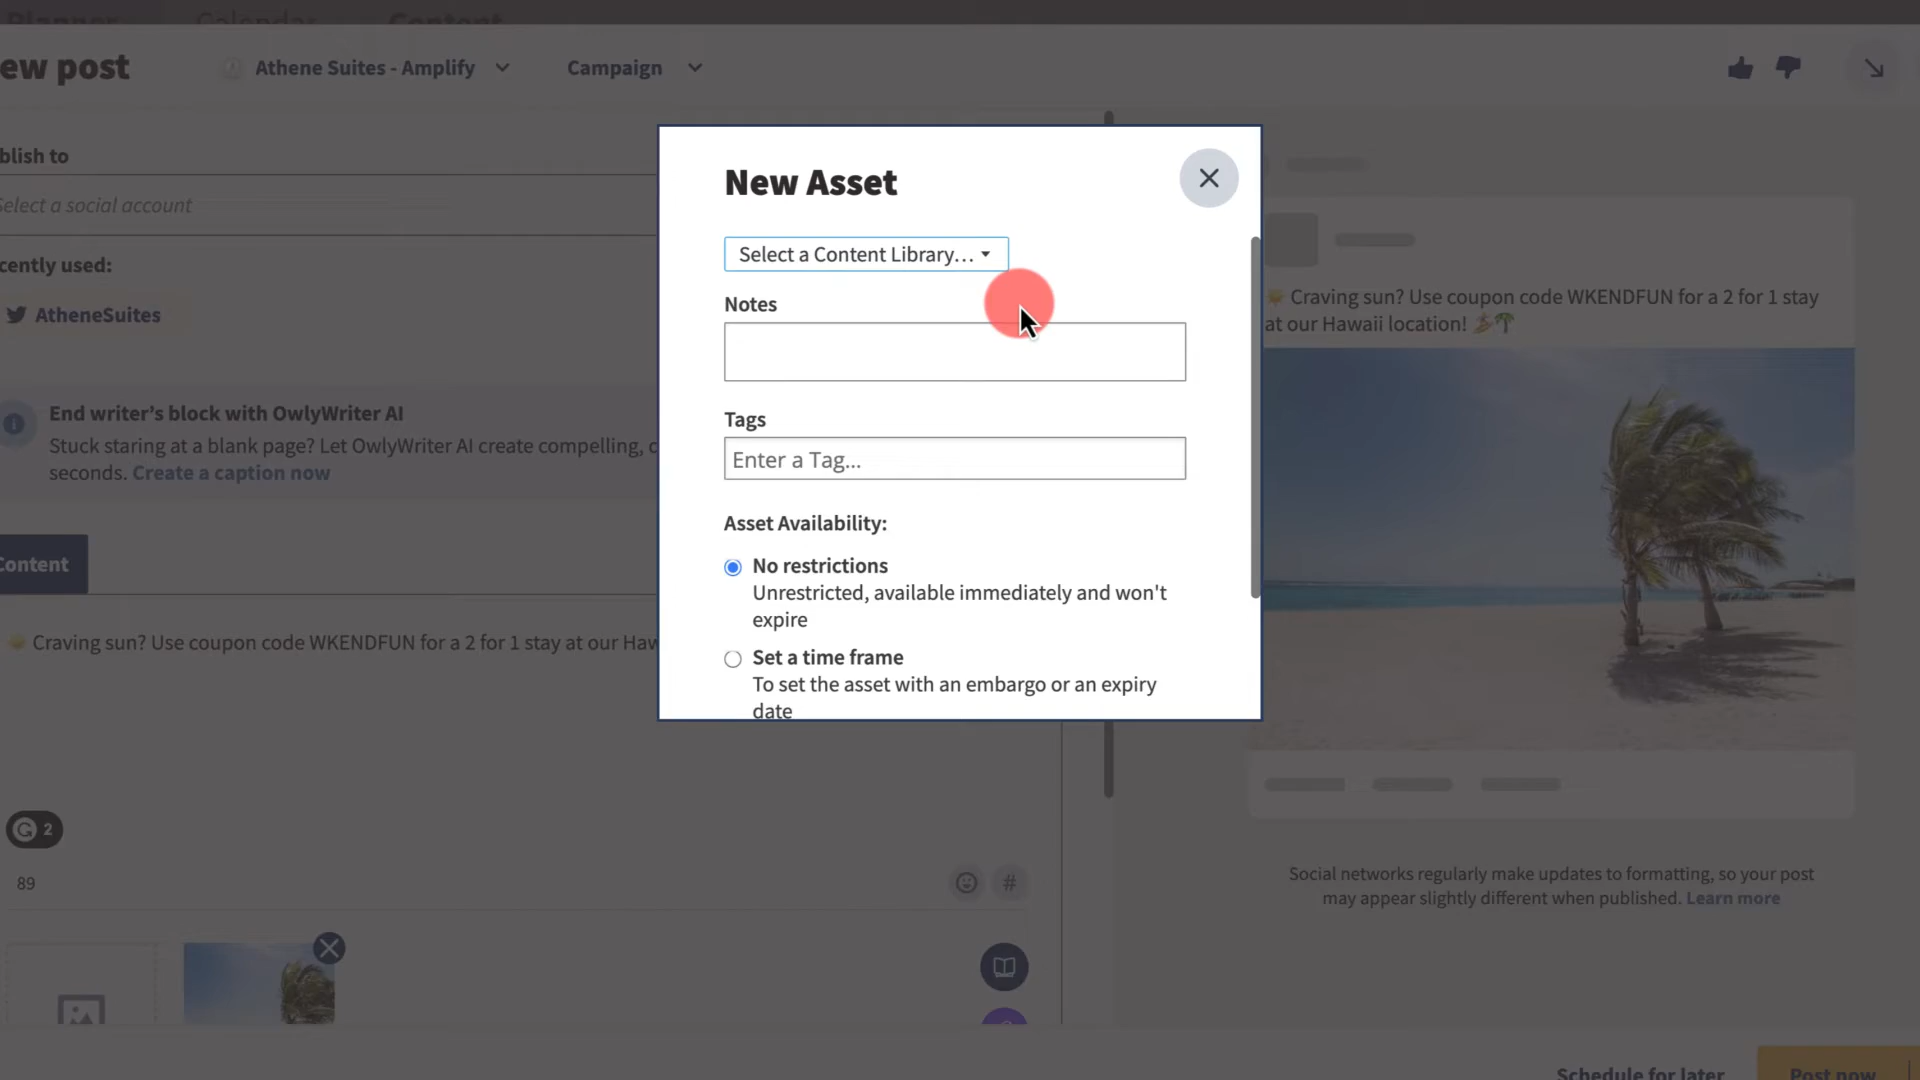 Planner Calendar Content
ew post
Athene Suites - Amplify
Campaign
blish to
Select a social account
cently used:
AtheneSuites
End writer’s block with OwlyWriter AI
Stuck staring at a blank page? Let OwlyWriter AI create compelling, c
seconds. Create a caption now
Content
Craving sun? Use coupon code WKENDFUN for a 2 for 1 stay at our Haw
2
89
#
New Asset
Select a Content Library...
Notes
Tags
Enter a Tag...
Asset Availability:
No restrictions
Unrestricted, available immediately and won't
expire
Set a time frame
To set the asset with an embargo or an expiry
date
Craving sun? Use coupon code WKENDFUN for a 2 for 1 stay
at our Hawaii location!
Social networks regularly make updates to formatting, so your post
may appear slightly different when published. Learn more
Schedule for later
Post now